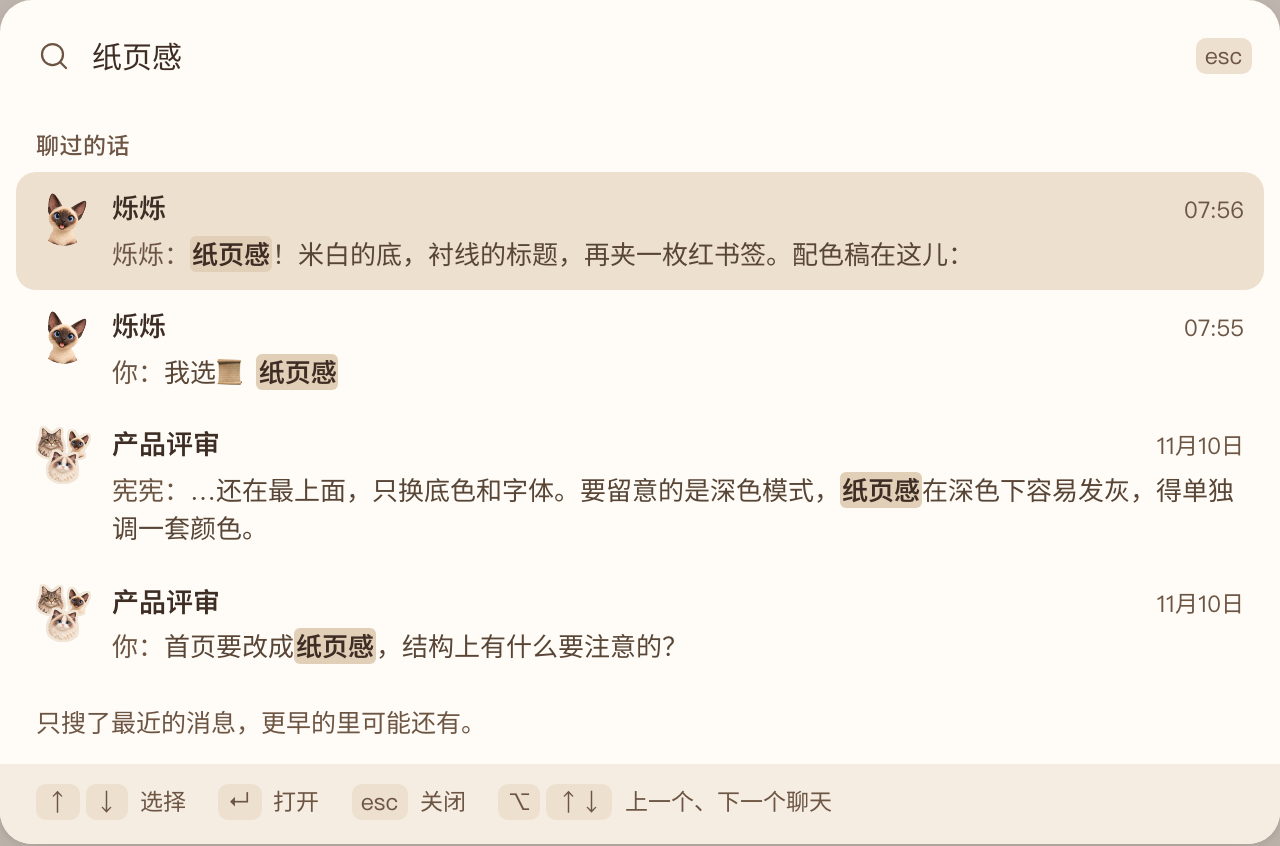 纸页感
esc
聊过的话
烁烁
07:56
烁烁：纸页感！米白的底，衬线的标题，再夹一枚红书签。配色稿在这儿：
烁烁
07:55
你：我选📜 纸页感
产品评审
11月10日
宪宪：…还在最上面，只换底色和字体。要留意的是深色模式，纸页感在深色下容易发灰，得单独
调一套颜色。
产品评审
11月10日
你：首页要改成纸页感，结构上有什么要注意的？
只搜了最近的消息，更早的里可能还有。
↑ ↓ 选择 ↵ 打开 esc 关闭 ⌥ ↑↓ 上一个、下一个聊天